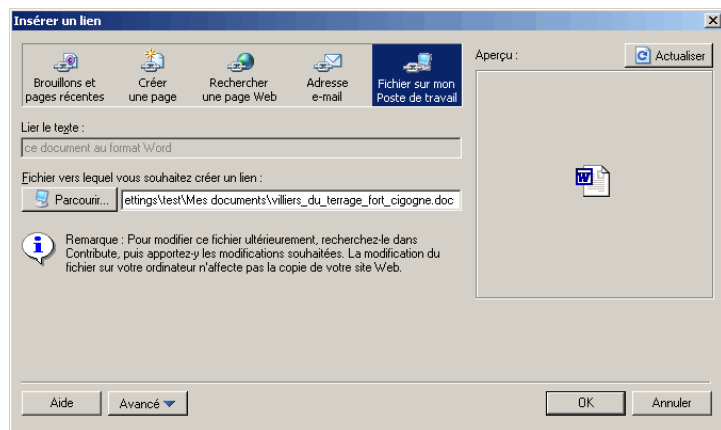 Insérer un lien
Brouillons et
pages récentes
Créer
une page
Rechercher
une page Web
Adresse
e-mail
Fichier sur mon
Poste de travail
Aperçu :
Actualiser
Lier le texte :
ce document au format Word
Fichier vers lequel vous souhaitez créer un lien :
Parcourir...
ettings\test\Mes documents\villiers_du_terrage_fort_cigogne.doc
Remarque : Pour modifier ce fichier ultérieurement, recherchez-le dans
Contribute, puis apportez-y les modifications souhaitées. La modification du
fichier sur votre ordinateur n'affecte pas la copie de votre site Web.
Aide
Avancé
OK
Annuler